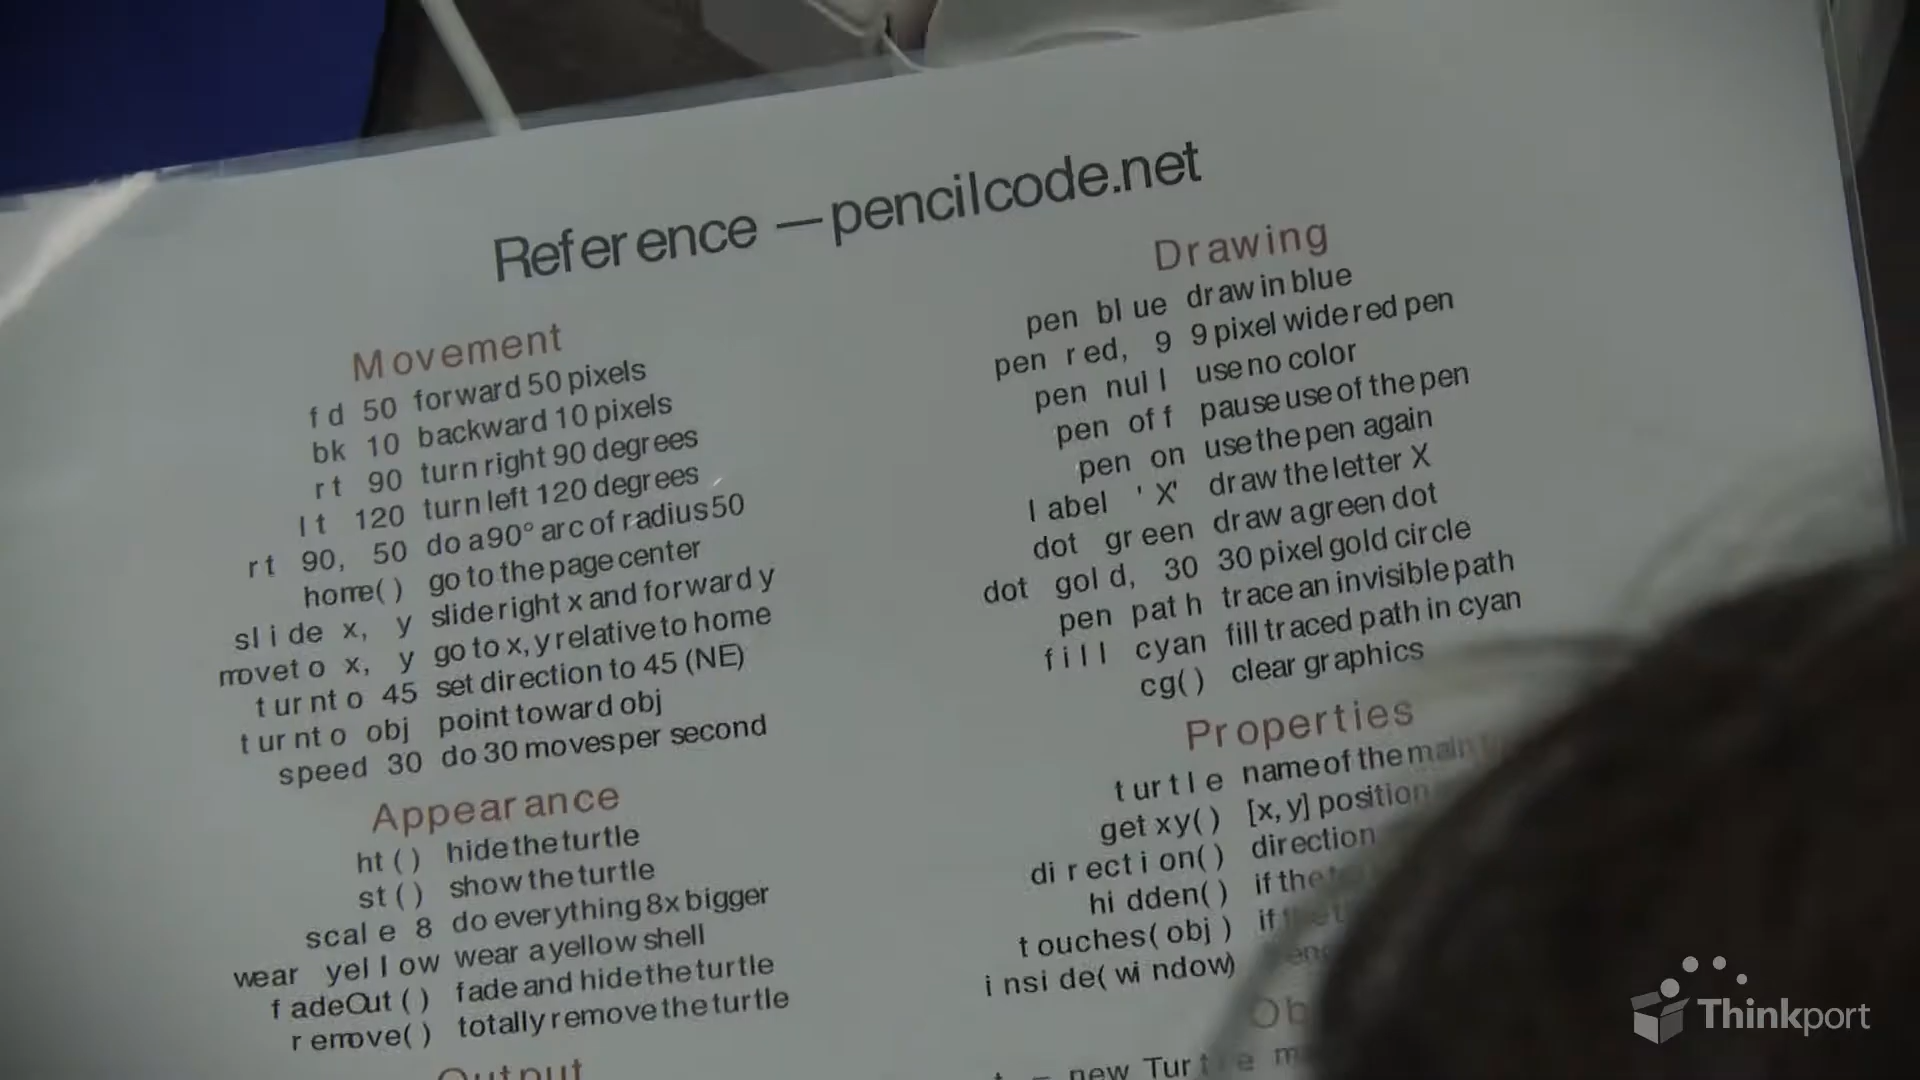 Reference — pencilcode.net
Movement
fd 50 forward 50 pixels
bk 10 backward 10 pixels
rt 90 turn right 90 degrees
lt 120 turn left 120 degrees
rt 90, 50 do a 90° arc of radius 50
home() go to the page center
slide x, y slide right x and forward y
moveto x, y go to x, y relative to home
turnto 45 set direction to 45 (NE)
turnto obj point toward obj
speed 30 do 30 moves per second
Appearance
ht() hide the turtle
st() show the turtle
scale 8 do everything 8x bigger
wear yellow wear a yellow shell
fadeOut() fade and hide the turtle
remove() totally remove the turtle
Output
Drawing
pen blue draw in blue
pen red, 9 9 pixel wide red pen
pen null use no color
pen off pause use of the pen
pen on use the pen again
label 'X' draw the letter X
dot green draw a green dot
dot gold, 30 30 pixel gold circle
pen path trace an invisible path
fill cyan fill traced path in cyan
cg() clear graphics
Properties
turtle name of the main
getxy() [x, y] position
direction() direction
hidden() if the
touches(obj) if the
inside(window)
new
Thinkport